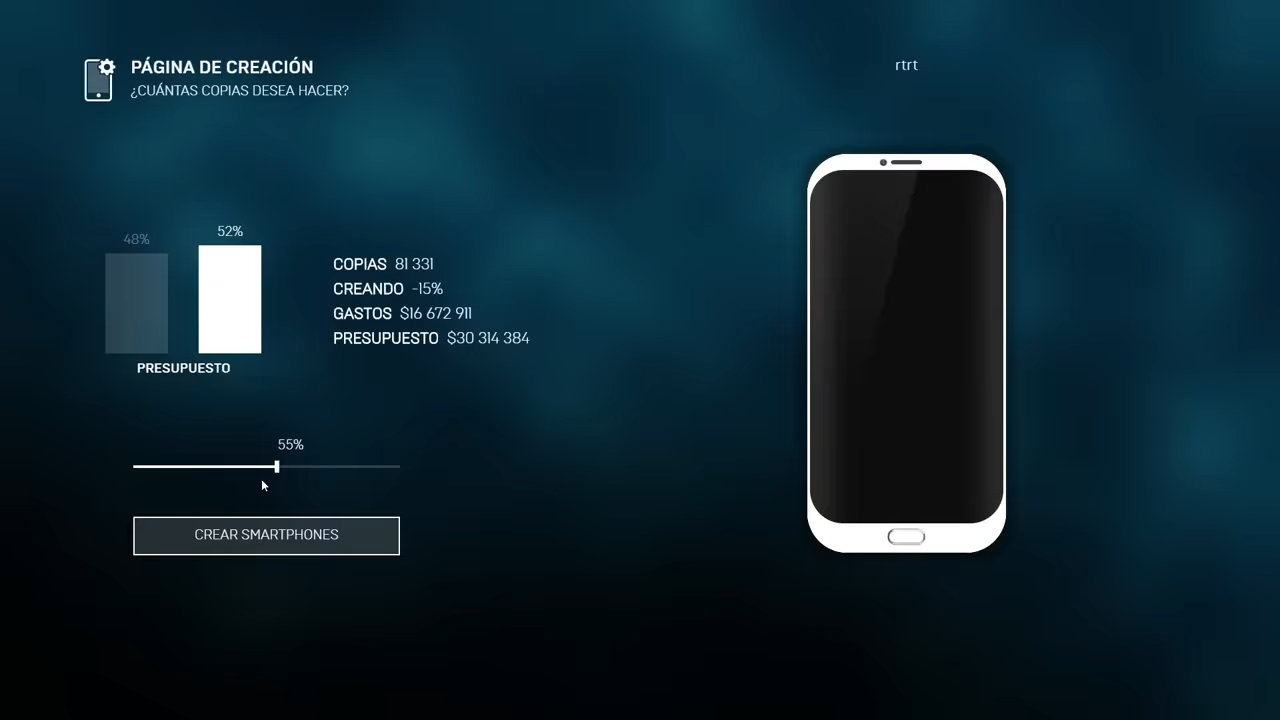 PÁGINA DE CREACIÓN
¿CUÁNTAS COPIAS DESEA HACER?
rtrt
48%
52%
PRESUPUESTO
COPIAS 81 331
CREANDO -15%
GASTOS $16 672 911
PRESUPUESTO $30 314 384
55%
CREAR SMARTPHONES